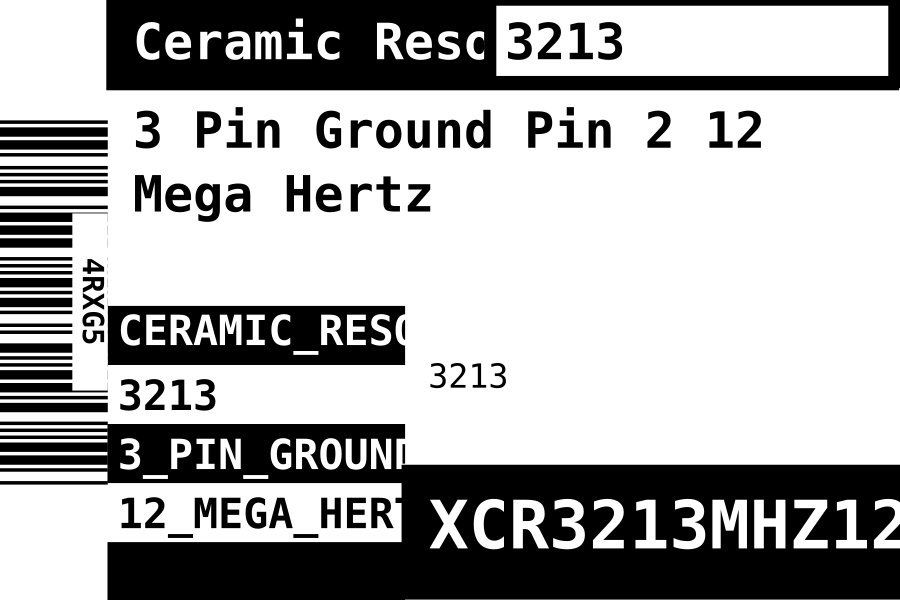 Ceramic Reso
3213
3 Pin Ground Pin 2 12
Mega Hertz
4RXG5
CERAMIC_RESO
3213
3_PIN_GROUND
12_MEGA_HERT
3213
XCR3213MHZ12